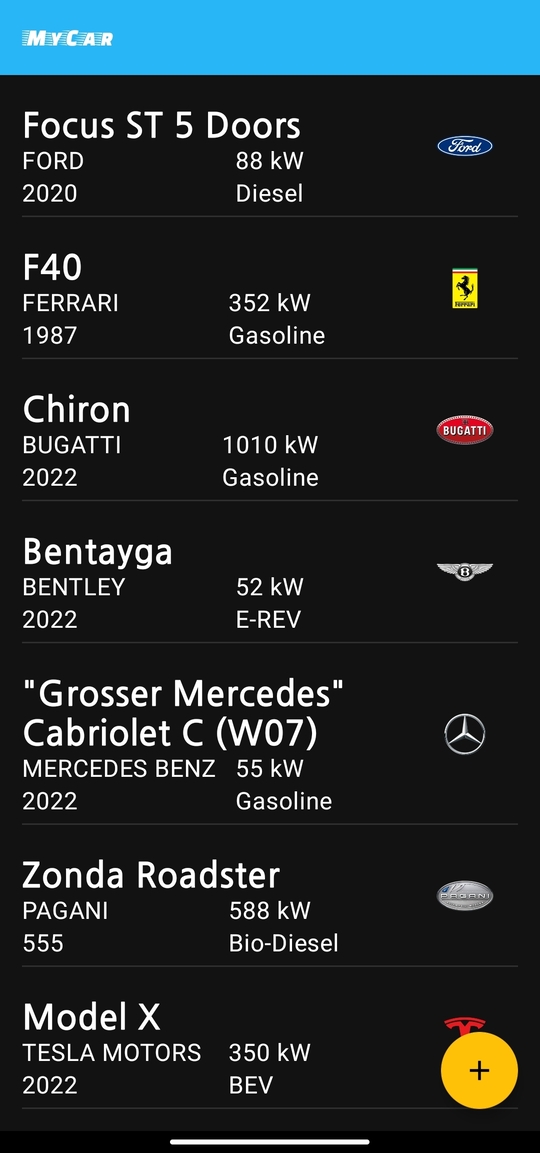 MyCar
Focus ST 5 Doors
FORD 88 kW
2020 Diesel
Ford
F40
FERRARI 352 kW
1987 Gasoline
Ferrari
Chiron
BUGATTI 1010 kW
2022 Gasoline
BUGATTI
Bentayga
BENTLEY 52 kW
2022 E-REV
B
"Grosser Mercedes"
Cabriolet C (W07)
MERCEDES BENZ 55 kW
2022 Gasoline
Zonda Roadster
PAGANI 588 kW
555 Bio-Diesel
PAGANI
Model X
TESLA MOTORS 350 kW
2022 BEV
+